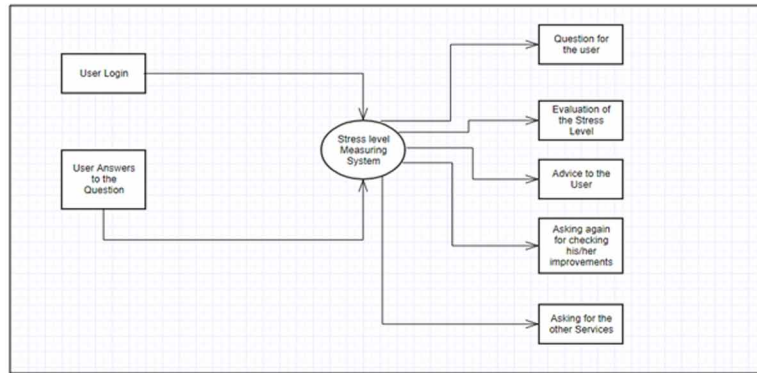 User Login
User Answers
to the
Question
Stress level
Measuring
System
Question for
the user
Evaluation of
the Stress
Level
Advice to the
User
Asking again
for checking
his/her
improvements
Asking for the
other Services